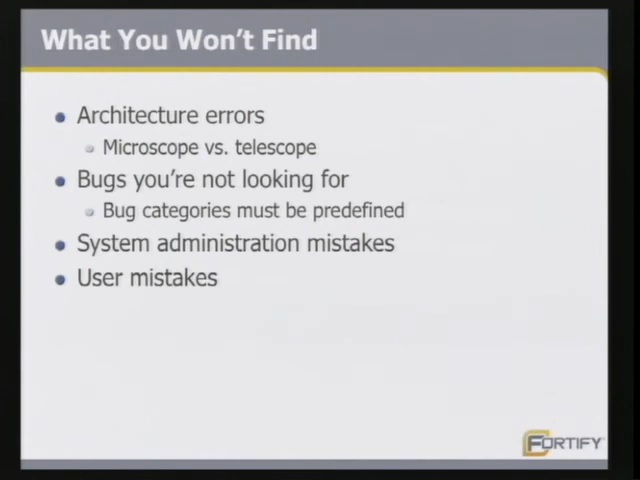 What You Won't Find
Architecture errors
Microscope vs. telescope
Bugs you're not looking for
Bug categories must be predefined
System administration mistakes
User mistakes
FORTIFY